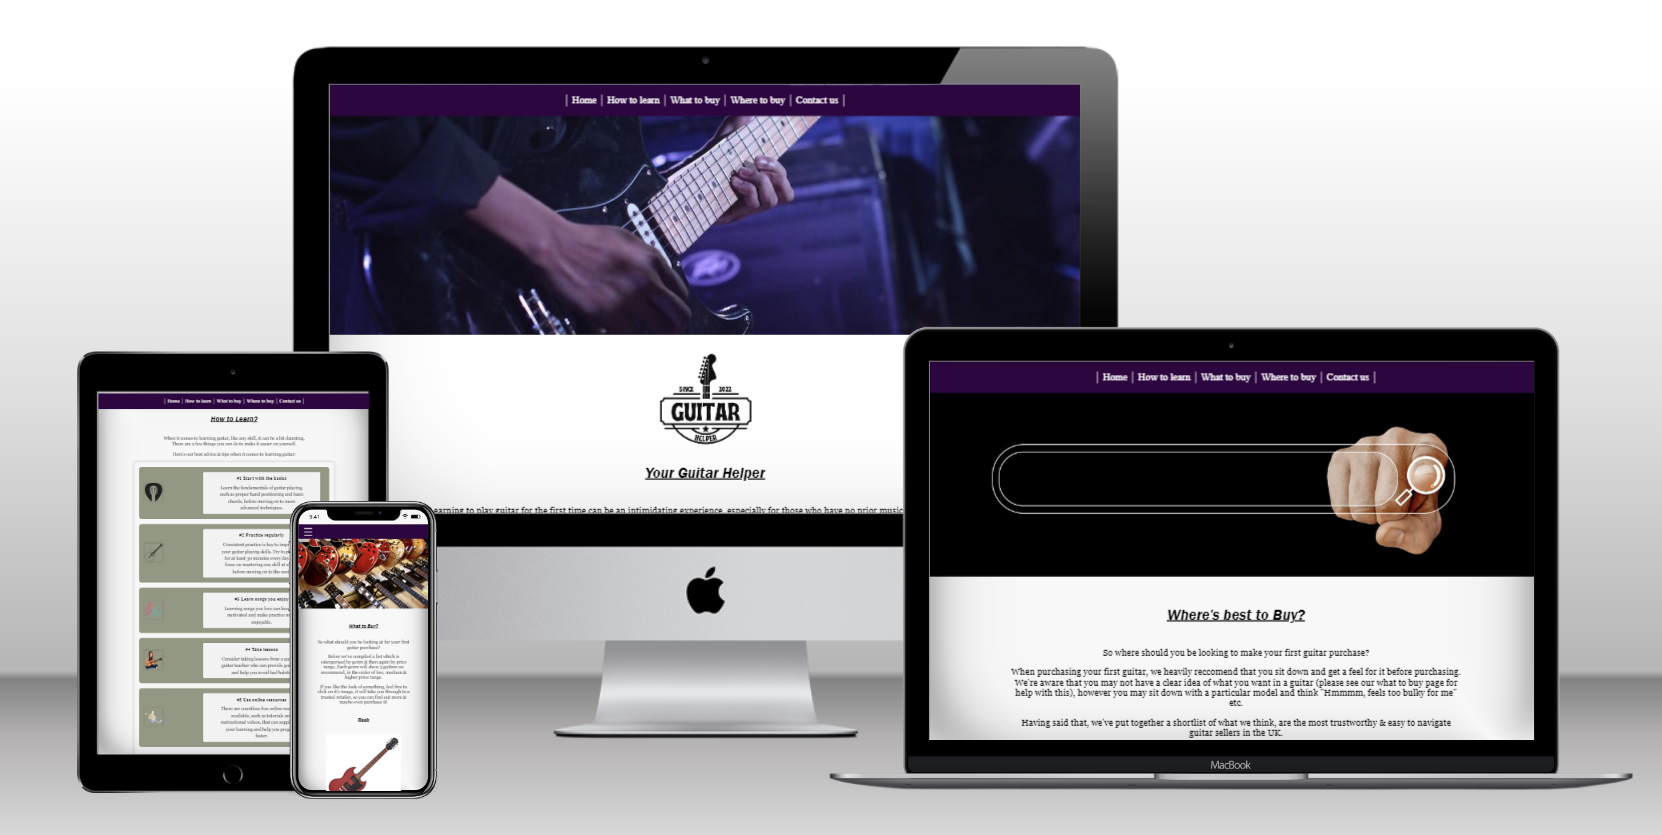 | Home | How to learn | What to buy | Where to buy | Contact us |
SINCE 2022
GUITAR
HELPER
Your Guitar Helper
earning to play guitar for the first time can be an intimidating experience, especially for those who have no prior music
| Home | How to learn | What to buy | Where to buy | Contact us |
How to Learn?
When it comes to learning guitar, like any skill, it can be a bit daunting.
There are a few things you can do to make it easier on yourself.
Here's our best advice & tips when it comes to learning guitar:
#1 Start with the basics
Learn the fundamentals of guitar playing,
such as proper hand positioning and basic
chords, before moving on to more
advanced techniques.
#2 Practice regularly
Consistent practice is key to
your guitar playing skills. Try to
for at least 30 minutes every
focus on mastering one skill at
before moving on to the
#3 Learn songs you enjoy
Learning songs you love can
motivated and make practice
enjoyable.
#4 Take lessons
Consider taking lessons from a
guitar teacher who can provide
and help you avoid bad
#5 Use online resources
There are countless free online
available, such as tutorials
instructional videos, that can
your learning and help you
faster.
9:41
What to Buy?
So what should you be looking at for your first
guitar purchase?
Below we've compiled a list which is
categorised by genre & then again by price
range. Each genre will show 3 guitars we
recommend, in the order of low, medium &
higher price range.
If you like the look of something, feel free to
click on it's image, it will take you through to a
trusted retailer, so you can find out more &
maybe even purchase it!
Rock
| Home | How to learn | What to buy | Where to buy | Contact us |
Where's best to Buy?
So where should you be looking to make your first guitar purchase?
When purchasing your first guitar, we heavily reccomend that you sit down and get a feel for it before purchasing.
We're aware that you may not have a clear idea of what you want in a guitar (please see our what to buy page for
help with this), however you may sit down with a particular model and think "Hmmmm, feels too bulky for me"
etc.
Having said that, we've put together a shortlist of what we think, are the most trustworthy & easy to navigate
guitar sellers in the UK.
MacBook